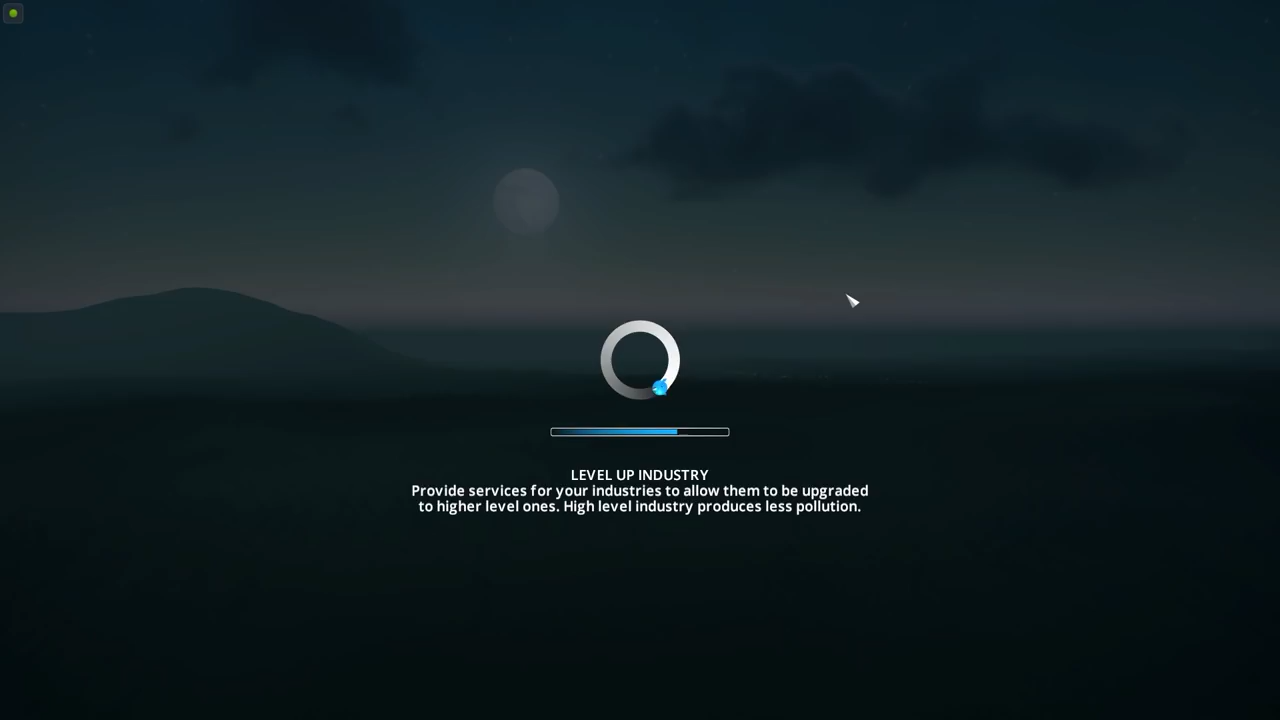 LEVEL UP INDUSTRY
Provide services for your industries to allow them to be upgraded
to higher level ones. High level industry produces less pollution.